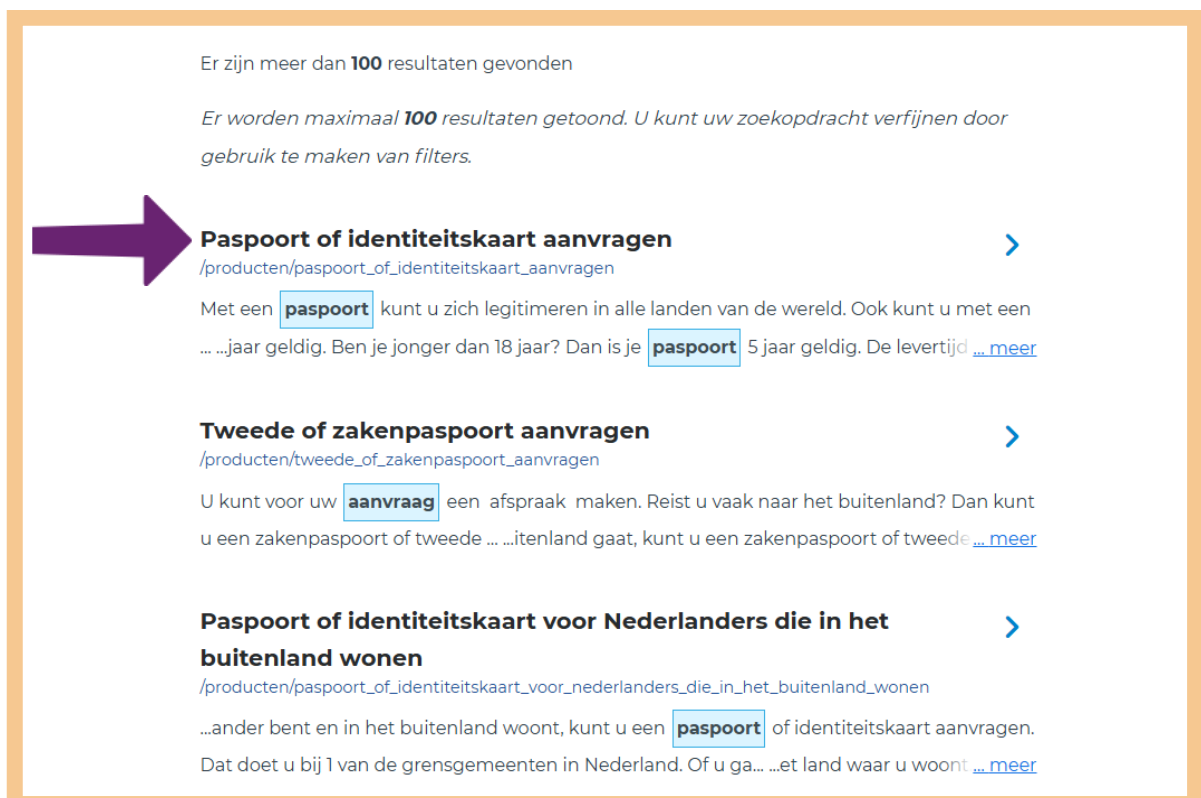 Er zijn meer dan 100 resultaten gevonden
Er worden maximaal 100 resultaten getoond. U kunt uw zoekopdracht verfijnen door
gebruik te maken van filters.
Paspoort of identiteitskaart aanvragen
/producten/paspoort_of_identiteitskaart_aanvragen
Met een paspoort kunt u zich legitimeren in alle landen van de wereld. Ook kunt u met een
... ...jaar geldig. Ben je jonger dan 18 jaar? Dan is je paspoort 5 jaar geldig. De levertijd ... meer
Tweede of zakenpaspoort aanvragen
/producten/tweede_of_zakenpaspoort_aanvragen
U kunt voor uw aanvraag een afspraak maken. Reist u vaak naar het buitenland? Dan kunt
u een zakenpaspoort of tweede ... ...itenland gaat, kunt u een zakenpaspoort of tweede ... meer
Paspoort of identiteitskaart voor Nederlanders die in het
buitenland wonen
/producten/paspoort_of_identiteitskaart_voor_nederlanders_die_in_het_buitenland_wonen
...ander bent en in het buitenland woont, kunt u een paspoort of identiteitskaart aanvragen.
Dat doet u bij 1 van de grensgemeenten in Nederland. Of u ga... ...et land waar u woont ... meer